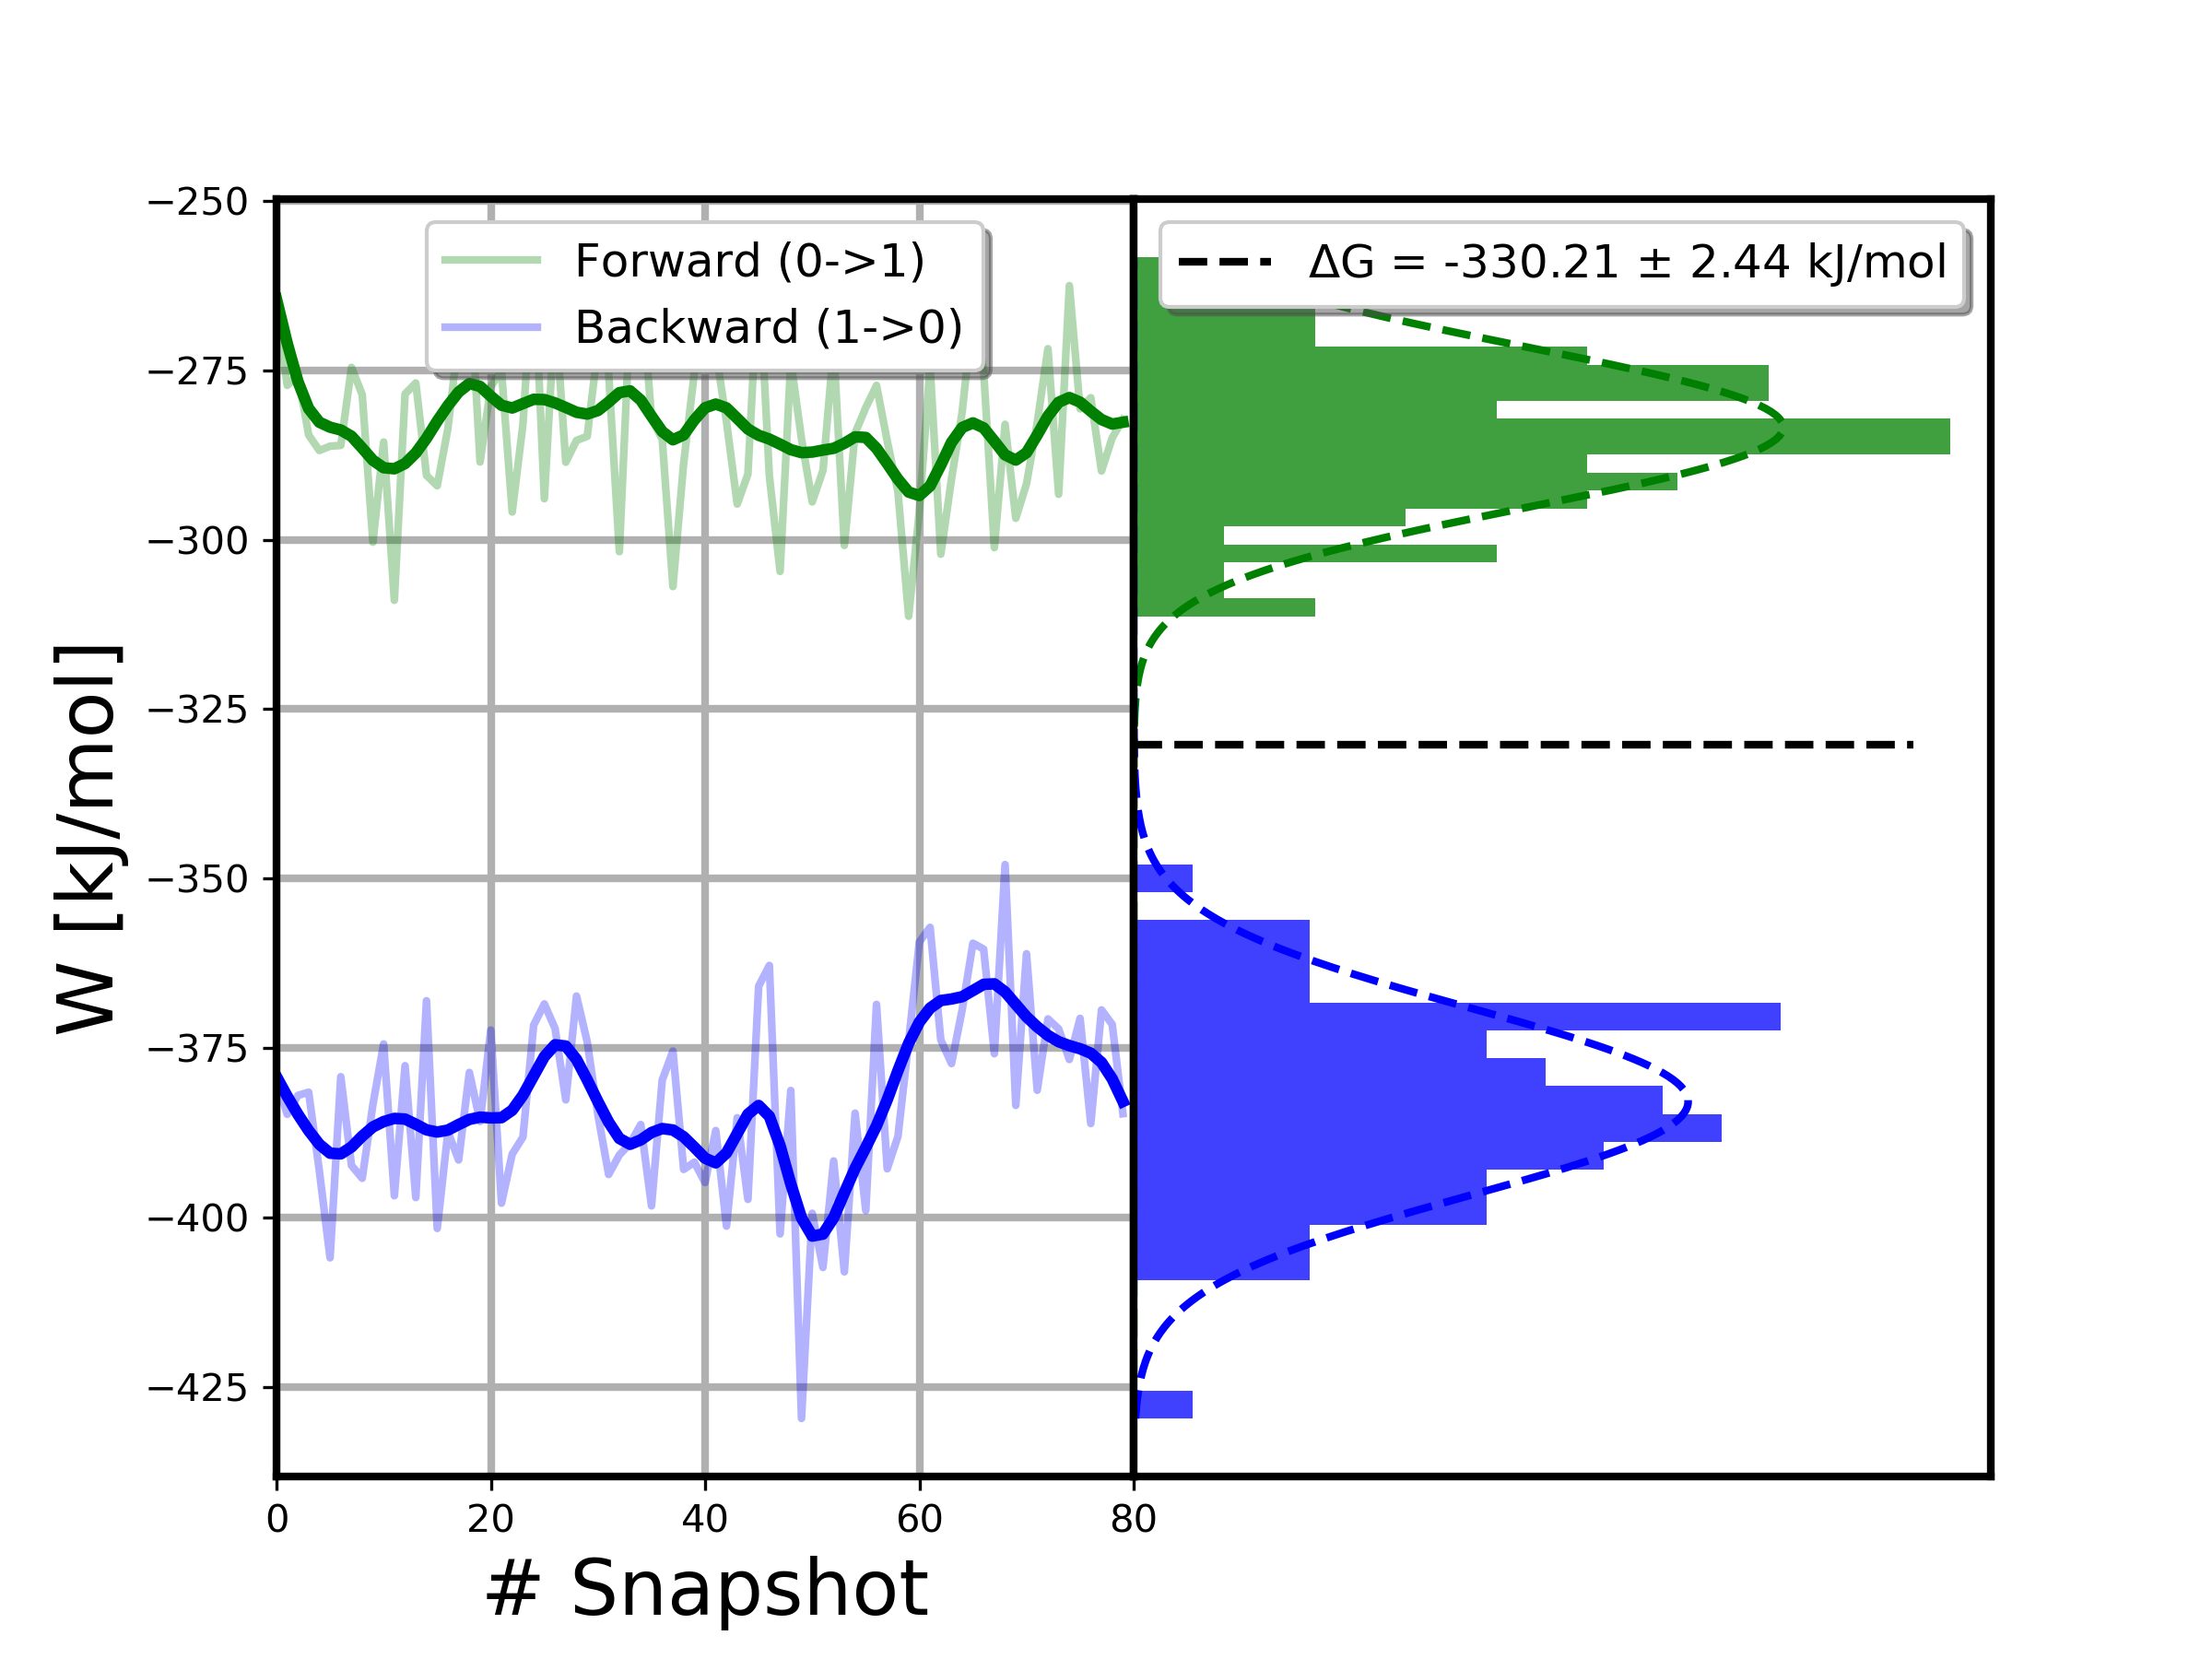 −250
−275
−300
−325
−350
−375
−400
−425
W [kJ/mol]
Forward (0->1)
Backward (1->0)
ΔG = -330.21 ± 2.44 kJ/mol
0 20 40 60 80
# Snapshot